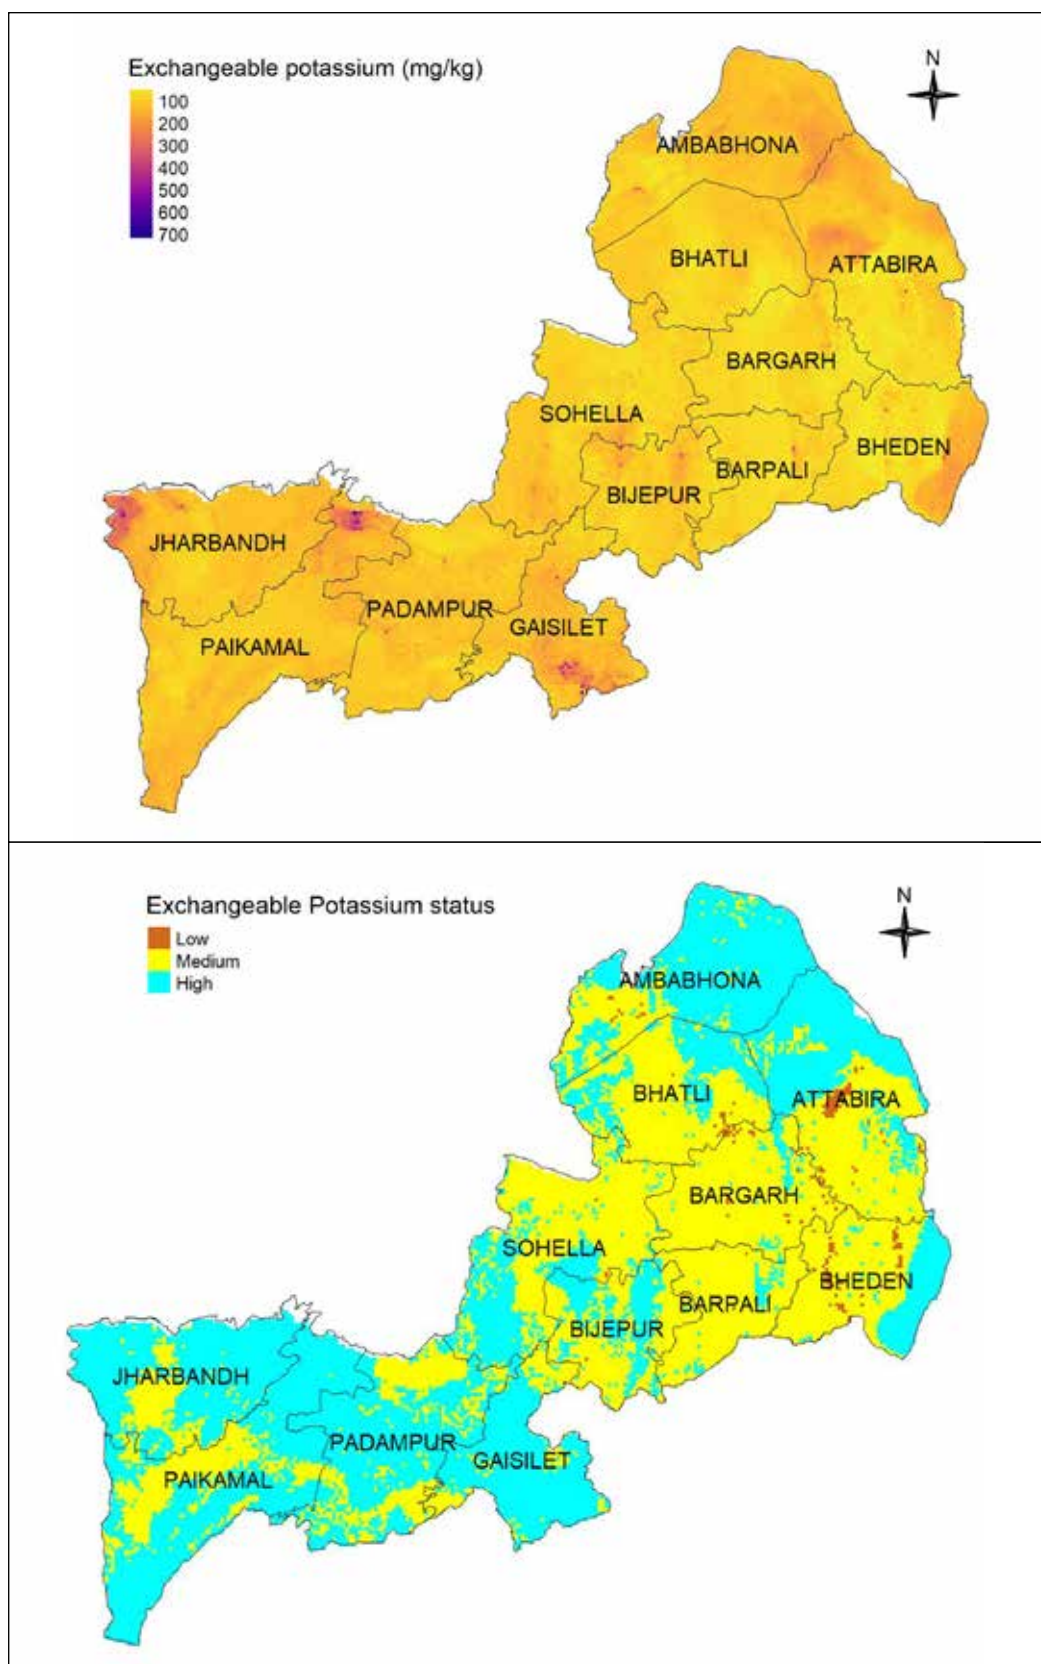 Exchangeable potassium (mg/kg)
N
100
200
300
400
500
600
700
AMBABHONA
BHATLI
ATTABIRA
BARGARH
SOHELLA
BHEDEN
BARPALI
BIJEPUR
JHARBANDH
PADAMPUR
GAISILET
PAIKAMAL
Exchangeable Potassium status
N
Low
Medium
High
AMBABHONA
BHATLI
ATTABIRA
BARGARH
SOHELLA
BHEDEN
BARPALI
BIJEPUR
JHARBANDH
PADAMPUR
GAISILET
PAIKAMAL